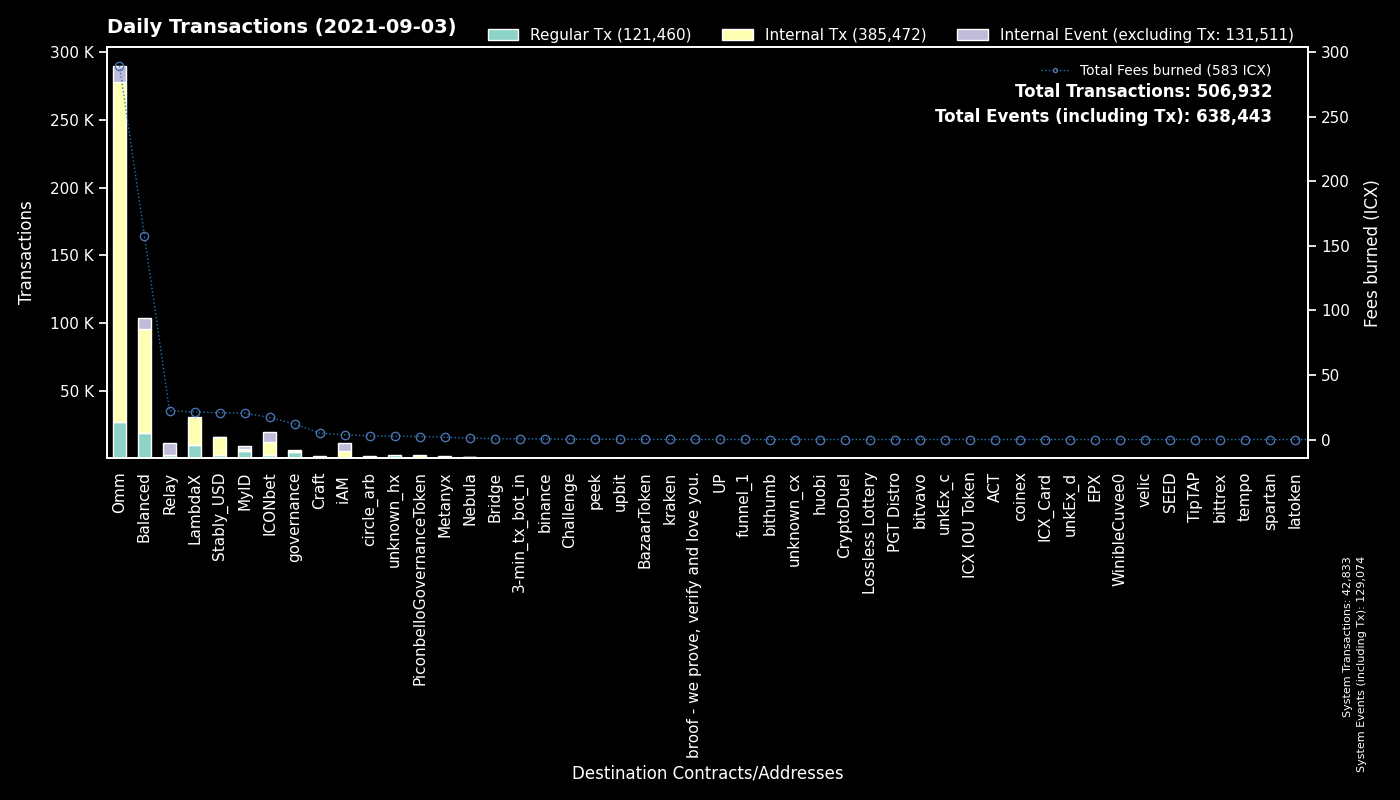 Daily Transactions (2021-09-03)
Regular Tx (121,460)
Internal Tx (385,472)
Internal Event (excluding Tx: 131,511)
Total Fees burned (583 ICX)
Total Transactions: 506,932
Total Events (including Tx): 638,443
Transactions
300 K
250 K
200 K
150 K
100 K
50 K
300
250
200
150
100
50
0
Fees burned (ICX)
Omm
Balanced
Relay
LambdaX
Stably_USD
MyID
ICONbet
governance
Craft
iAM
circle_arb
unknown_hx
PiconbelloGovernanceToken
Metanyx
Nebula
Bridge
3-min_tx_bot_in
binance
Challenge
peek
upbit
BazaarToken
kraken
broof - we prove, verify and love you.
UP
funnel_1
bithumb
unknown_cx
huobi
CryptoDuel
Lossless Lottery
PGT Distro
bitvavo
unkEx_c
ICX IOU Token
ACT
coinex
ICX_Card
unkEx_d
EPX
WinibleCuvee0
velic
SEED
TipTAP
bittrex
tempo
spartan
latoken
Destination Contracts/Addresses
System Transactions: 42,833
System Events (including Tx): 129,074